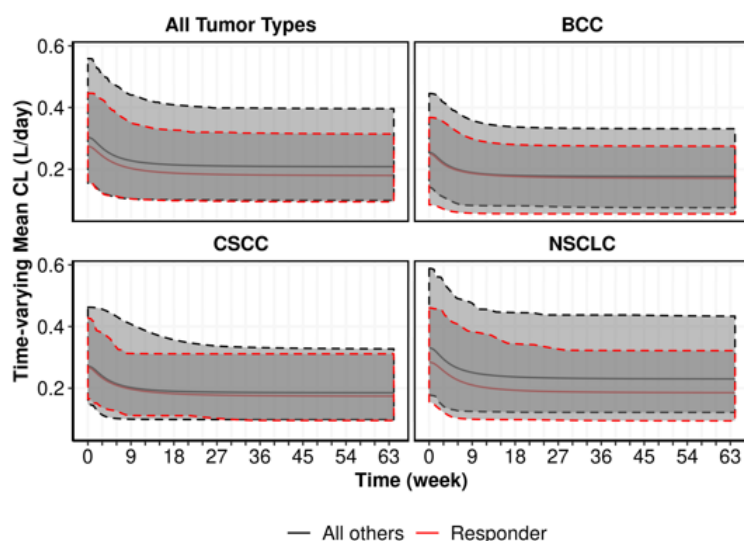 All Tumor Types
BCC
0.6
0.4
0.2
CSCC
NSCLC
0.6
0.4
0.2
Time-varying Mean CL (L/day)
0 9 18 27 36 45 54 63
0 9 18 27 36 45 54 63
Time (week)
All others
Responder